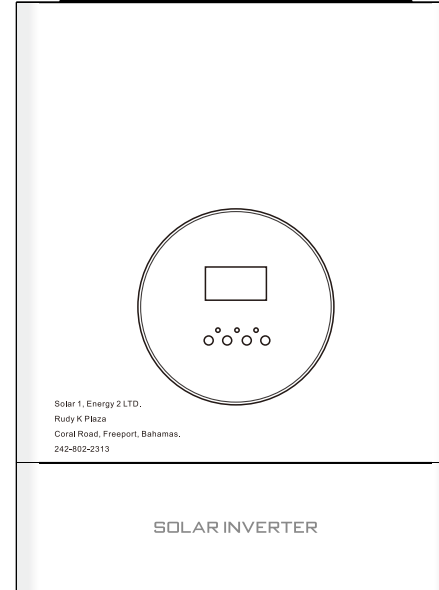 Solar 1, Energy 2 LTD.
Rudy K Plaza
Coral Road, Freeport, Bahamas.
242-802-2313
SOLAR INVERTER